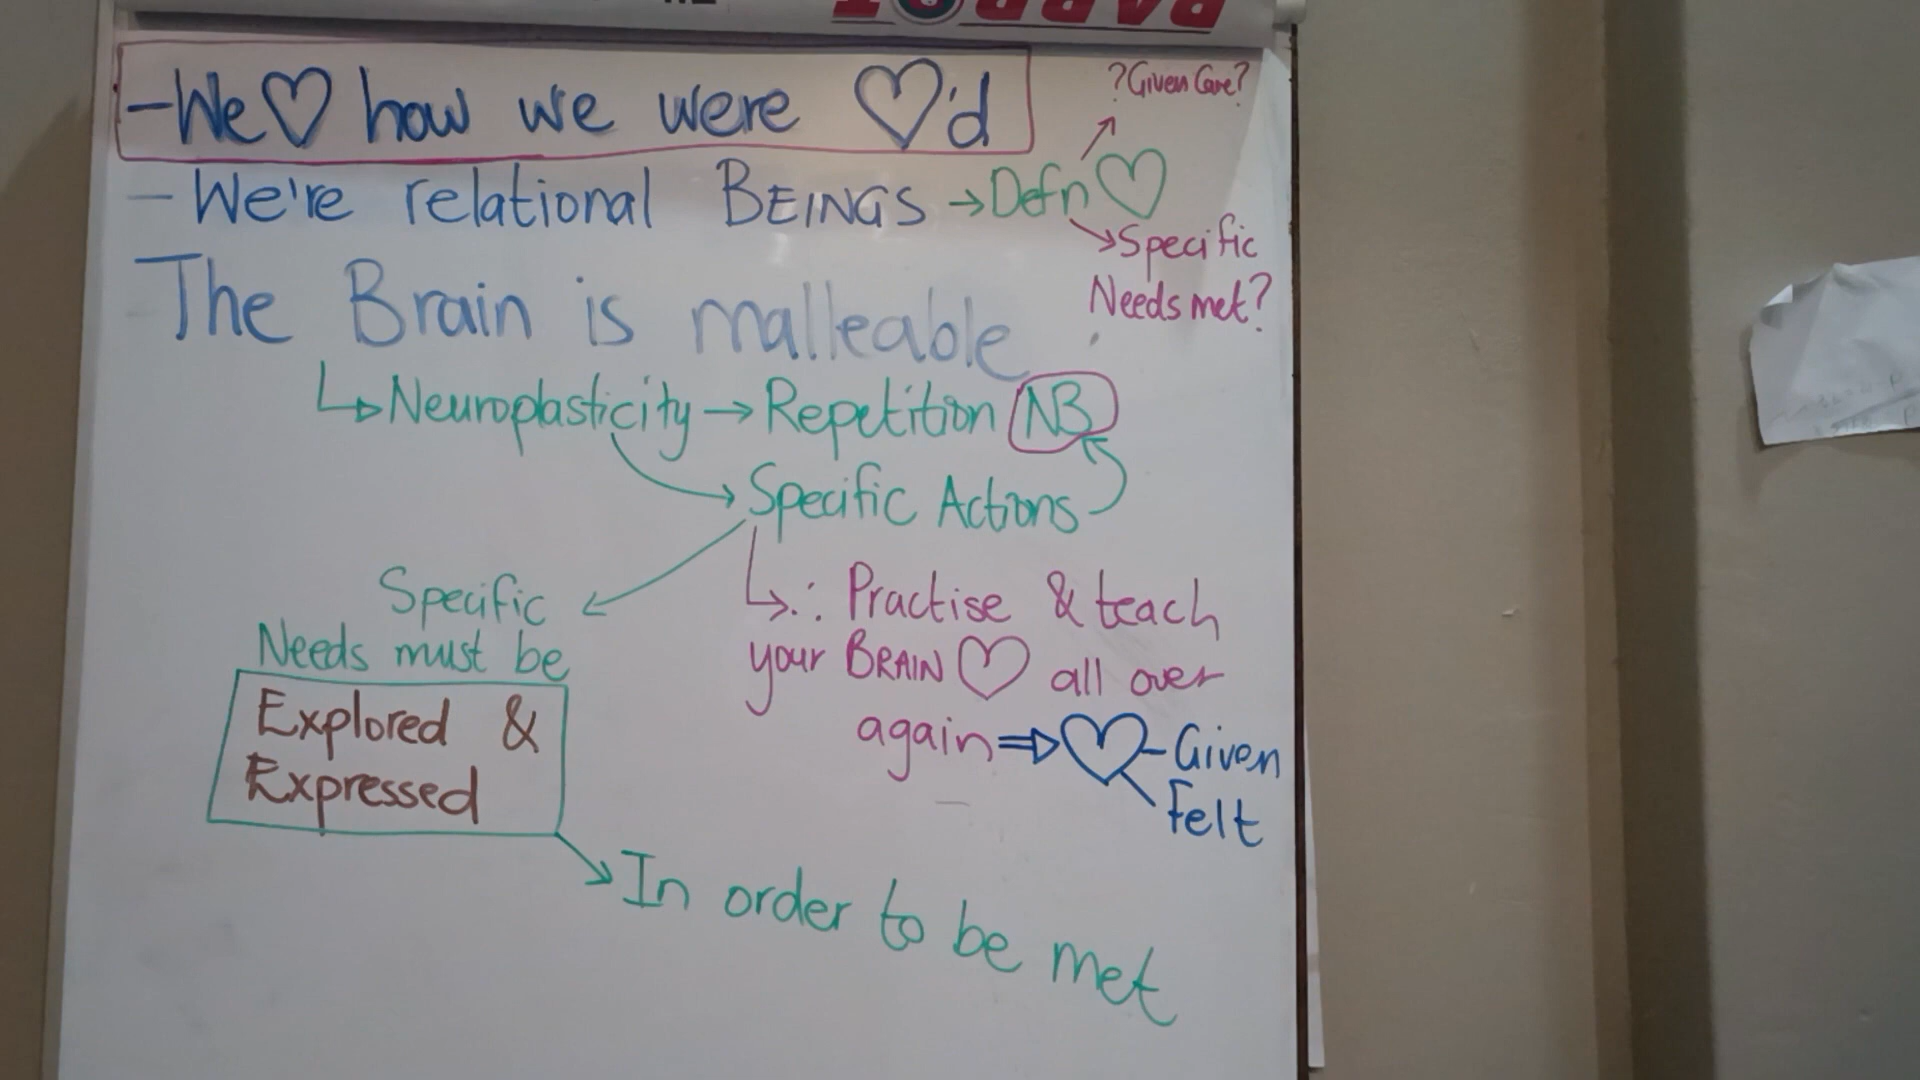 PARROT
-We♡ how we were ♡'d
?Given Care?
- We're relational BEINGS → Defn ♡
→ Specific
Needs met?
The Brain is malleable
↳ Neuroplasticity → Repetition NB
→ Specific Actions
Specific
Needs must be
Explored &
Expressed
↳ ∴ Practise & teach
your BRAIN ♡ all over
again ⇒ ♡ - Given
Felt
→ In order to be met